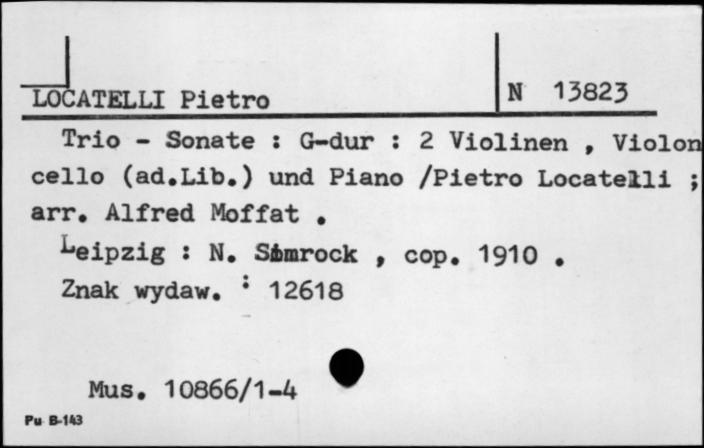 LOCATELLI Pietro
N 13823
Trio - Sonate : G-dur : 2 Violinen , Violon
cello (ad.Lib.) und Piano /Pietro Locatelli ;
arr. Alfred Moffat .
Leipzig : N. Simrock , cop. 1910 .
Znak wydaw. : 12618
Mus. 10866/1-4
Pu B-143